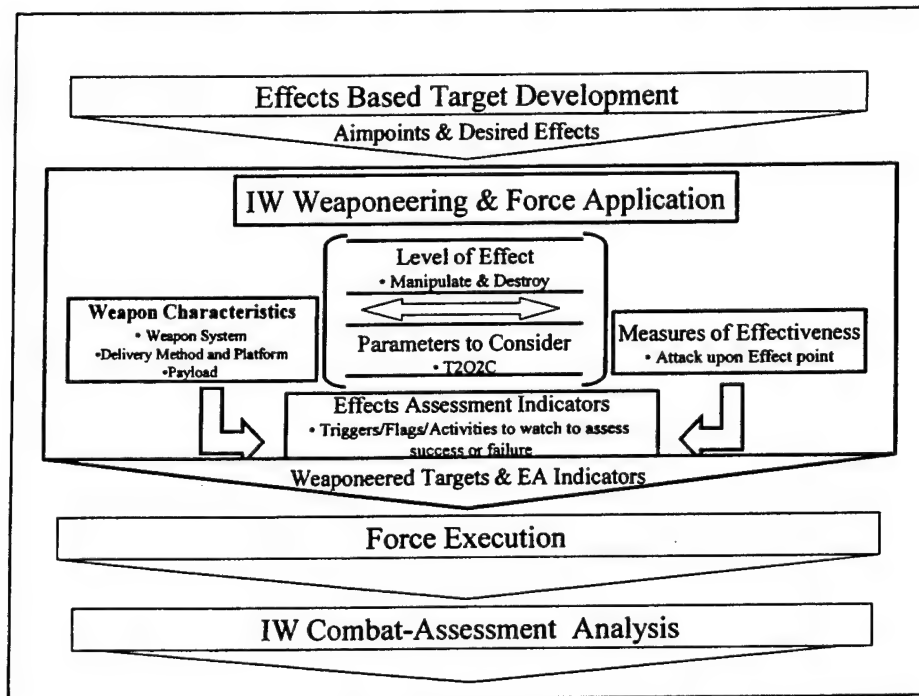 Effects Based Target Development
Aimpoints & Desired Effects
IW Weaponeering & Force Application
Level of Effect
• Manipulate & Destroy
Weapon Characteristics
• Weapon System
•Delivery Method and Platform
•Payload
Parameters to Consider
• T2O2C
Measures of Effectiveness
• Attack upon Effect point
Effects Assessment Indicators
• Triggers/Flags/Activities to watch to assess
success or failure
Weaponeered Targets & EA Indicators
Force Execution
IW Combat-Assessment Analysis